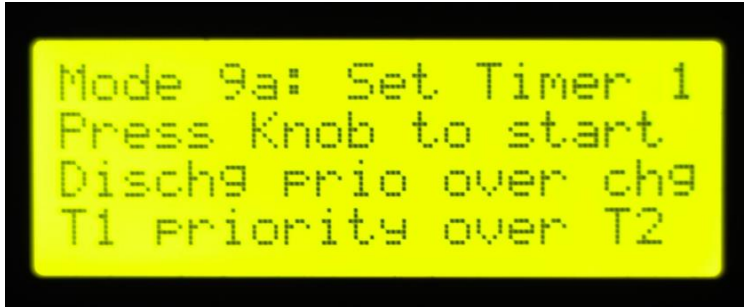 Mode 9a: Set Timer 1
Press Knob to start
Dischg prio over chg
T1 priority over T2